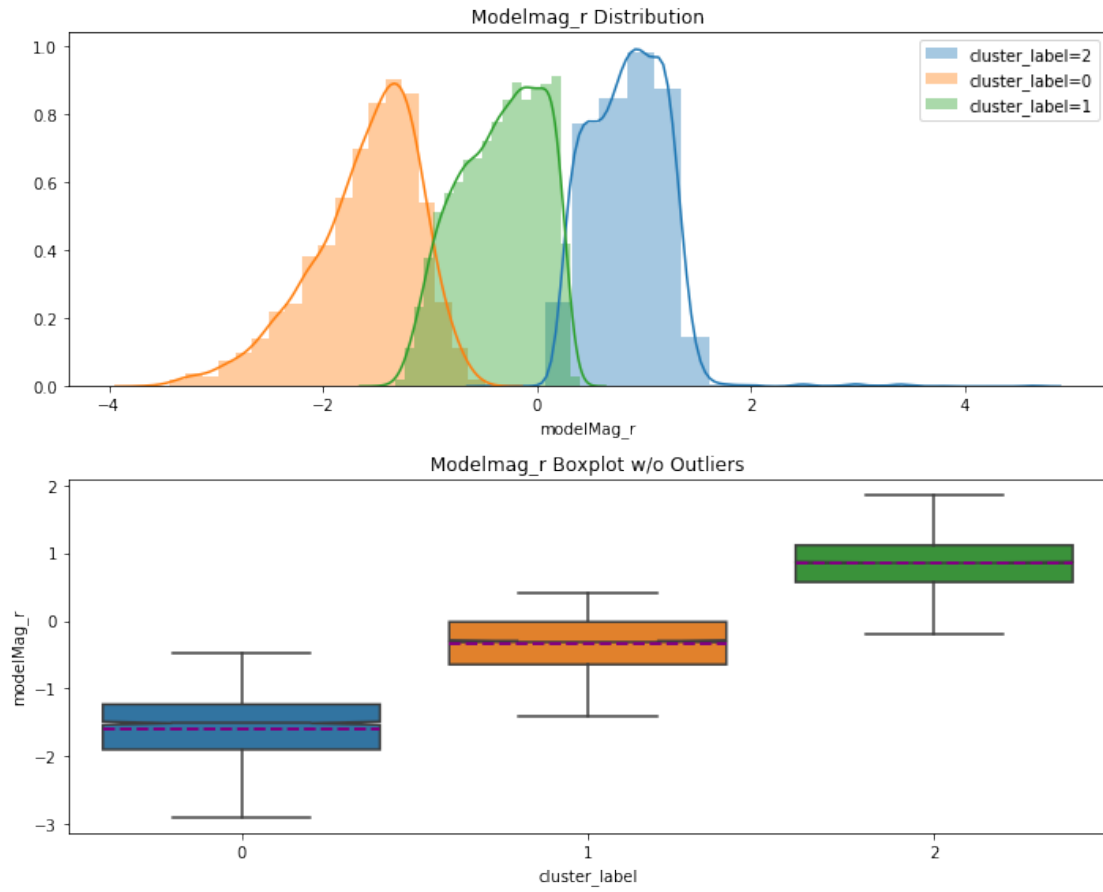 Modelmag_r Distribution
1.0
0.8
0.6
0.4
0.2
0.0
cluster_label=2
cluster_label=0
cluster_label=1
−4
−2
0
2
4
modelMag_r
Modelmag_r Boxplot w/o Outliers
2
1
0
−1
−2
−3
modelMag_r
0
1
2
cluster_label